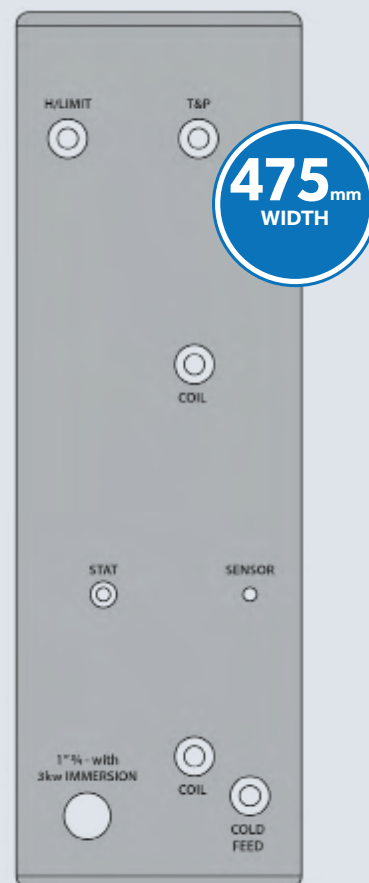 H/LIMIT
T&P
475mm
WIDTH
COIL
STAT
SENSOR
1"¾ - with
3kw IMMERSION
COIL
COLD
FEED